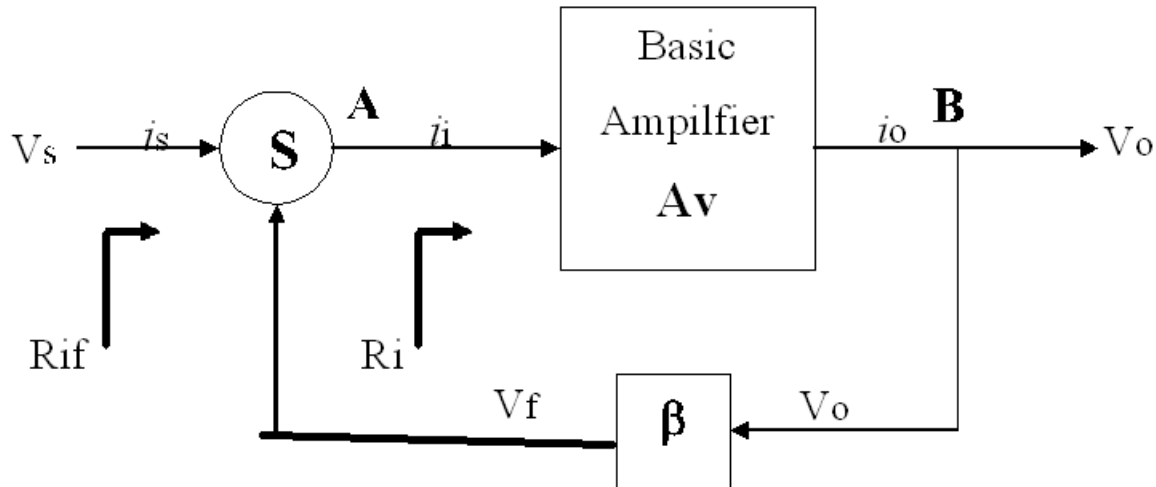 Basic
Ampilfier
Av
Vs
is
S
A
ii
io
B
Vo
Rif
Ri
Vf
β
Vo